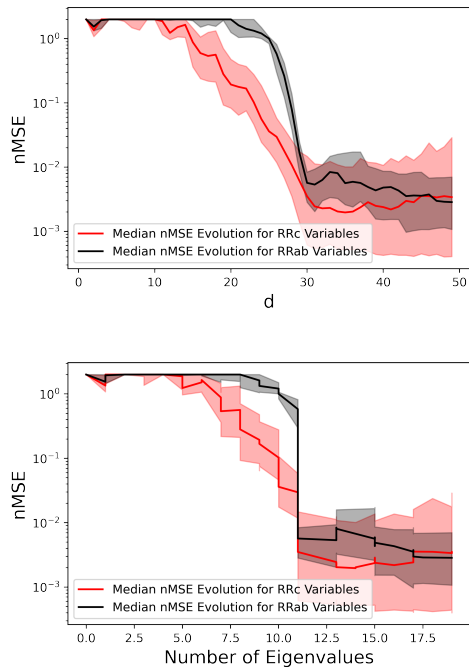 10⁰
10⁻¹
10⁻²
10⁻³
nMSE
Median nMSE Evolution for RRc Variables
Median nMSE Evolution for RRab Variables
0 10 20 30 40 50
d
10⁰
10⁻¹
10⁻²
10⁻³
nMSE
Median nMSE Evolution for RRc Variables
Median nMSE Evolution for RRab Variables
0.0 2.5 5.0 7.5 10.0 12.5 15.0 17.5
Number of Eigenvalues